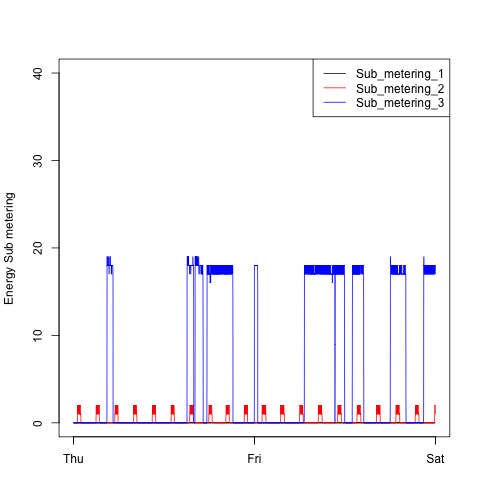 Energy Sub metering
40
30
20
10
0
Thu
Fri
Sat
Sub_metering_1
Sub_metering_2
Sub_metering_3